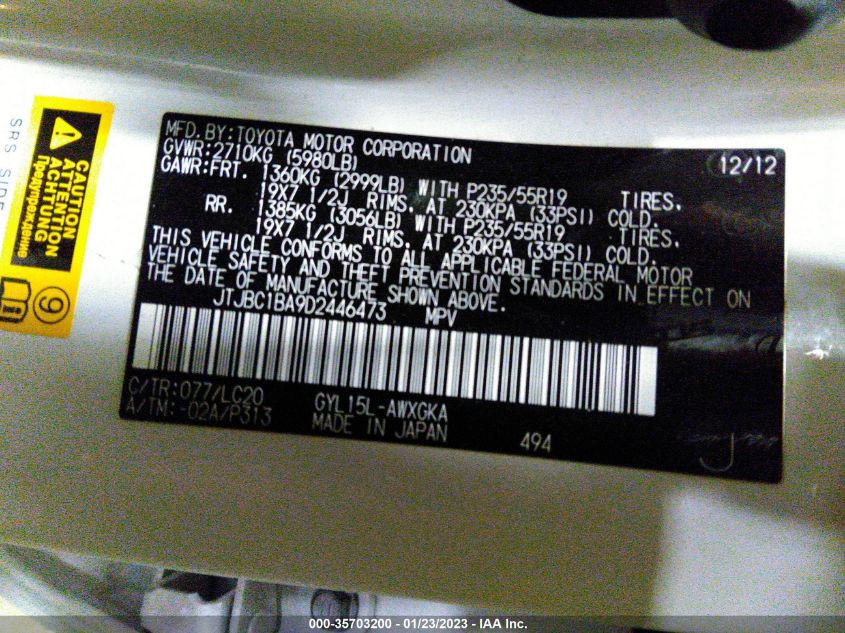 MFD. BY: TOYOTA MOTOR CORPORATION 12/12
GVWR: 2710KG (5980LB)
GAWR: FRT. 1360KG (2999LB) WITH P235/55R19 TIRES.
19X7 1/2J RIMS. AT 230KPA (33PSI) COLD.
RR. 1385KG (3056LB) WITH P235/55R19 TIRES.
19X7 1/2J RIMS. AT 230KPA (33PSI) COLD.
THIS VEHICLE CONFORMS TO ALL APPLICABLE FEDERAL MOTOR
VEHICLE SAFETY AND THEFT PREVENTION STANDARDS IN EFFECT ON
THE DATE OF MANUFACTURE SHOWN ABOVE.
JTJBC1BA9D2446473 MPV
C/TR: 077/LC20 GYL15L-AWXGKA
A/TM: -02A/P313 MADE IN JAPAN 494
CAUTION
ACHTUNG
Предупреждение
9
SRS SIDE
000-35703200 - 01/23/2023 - IAA Inc.